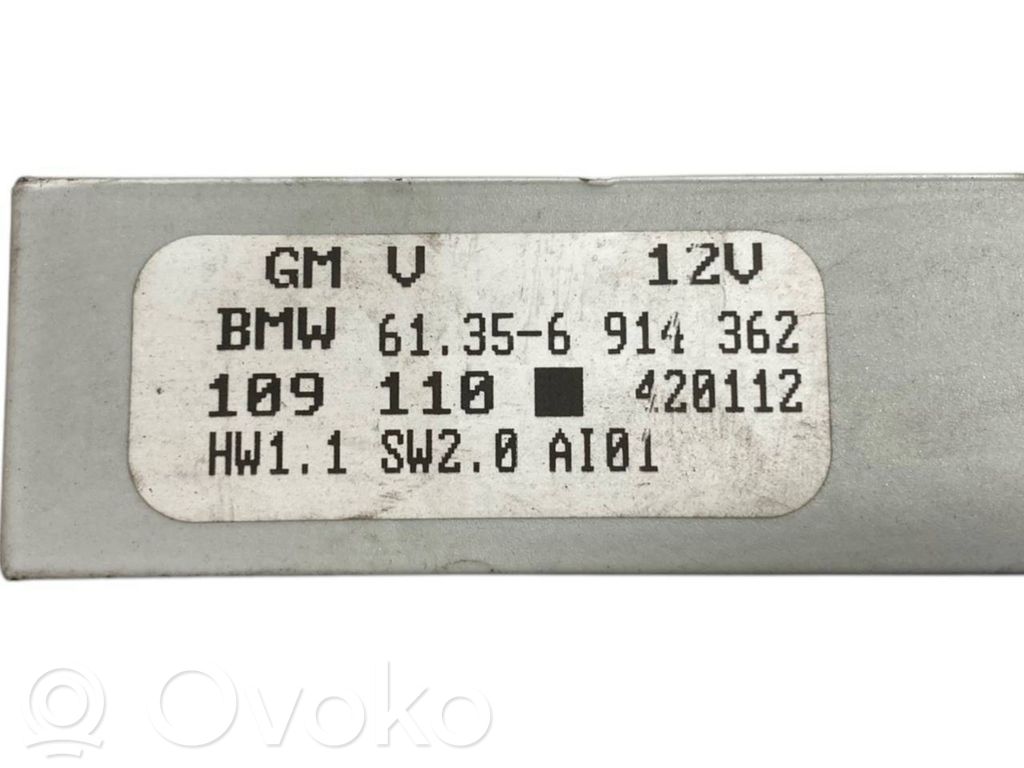 GM V 12V
BMW 61.35-6 914 362
109 110 ■ 420112
HW1.1 SW2.0 AI01
Ovoko